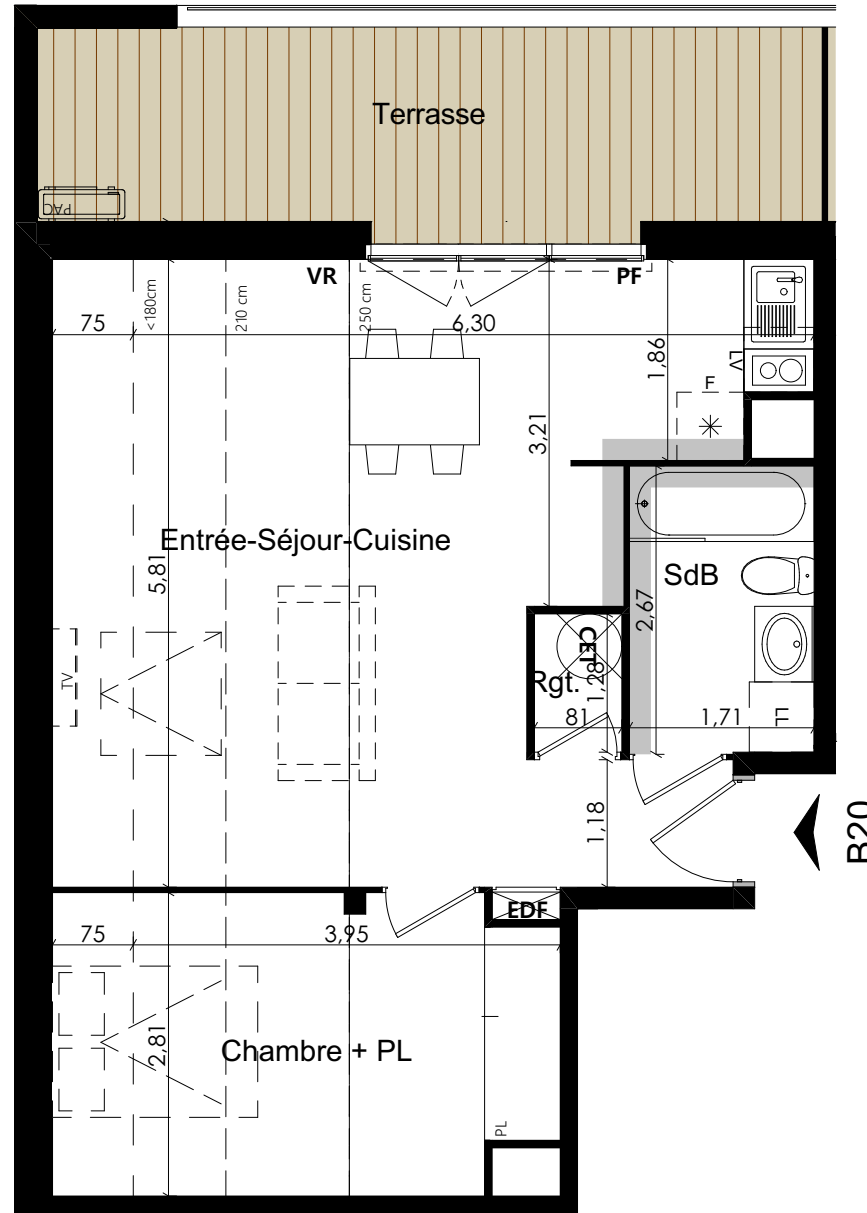 Terrasse
PAC
VR
PF
<180cm
210 cm
250 cm
75
6,30
1,86
LV
F
3,21
Entrée-Séjour-Cuisine
5,81
SdB
2,67
TV
CET
Rgt.
1,28
81
1,71
1,18
B20
EDF
75
3,95
2,81
Chambre + PL
PL